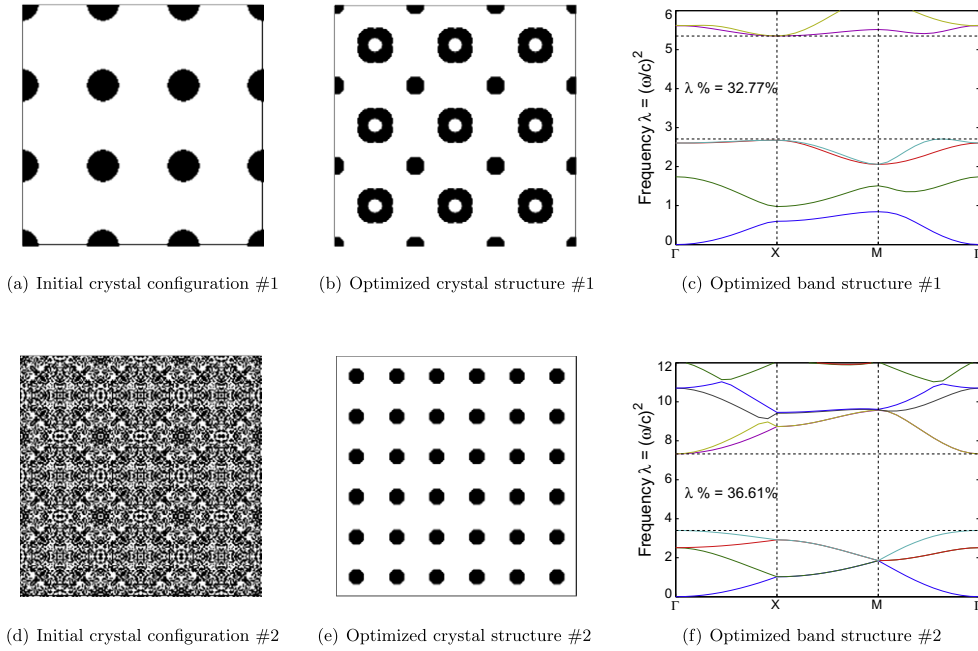 6
5
4
3
2
1
0
Frequency λ = (ω/c)²
λ % = 32.77%
Γ X M Γ
(a) Initial crystal configuration #1
(b) Optimized crystal structure #1
(c) Optimized band structure #1
12
10
8
6
4
2
0
Frequency λ = (ω/c)²
λ % = 36.61%
Γ X M Γ
(d) Initial crystal configuration #2
(e) Optimized crystal structure #2
(f) Optimized band structure #2